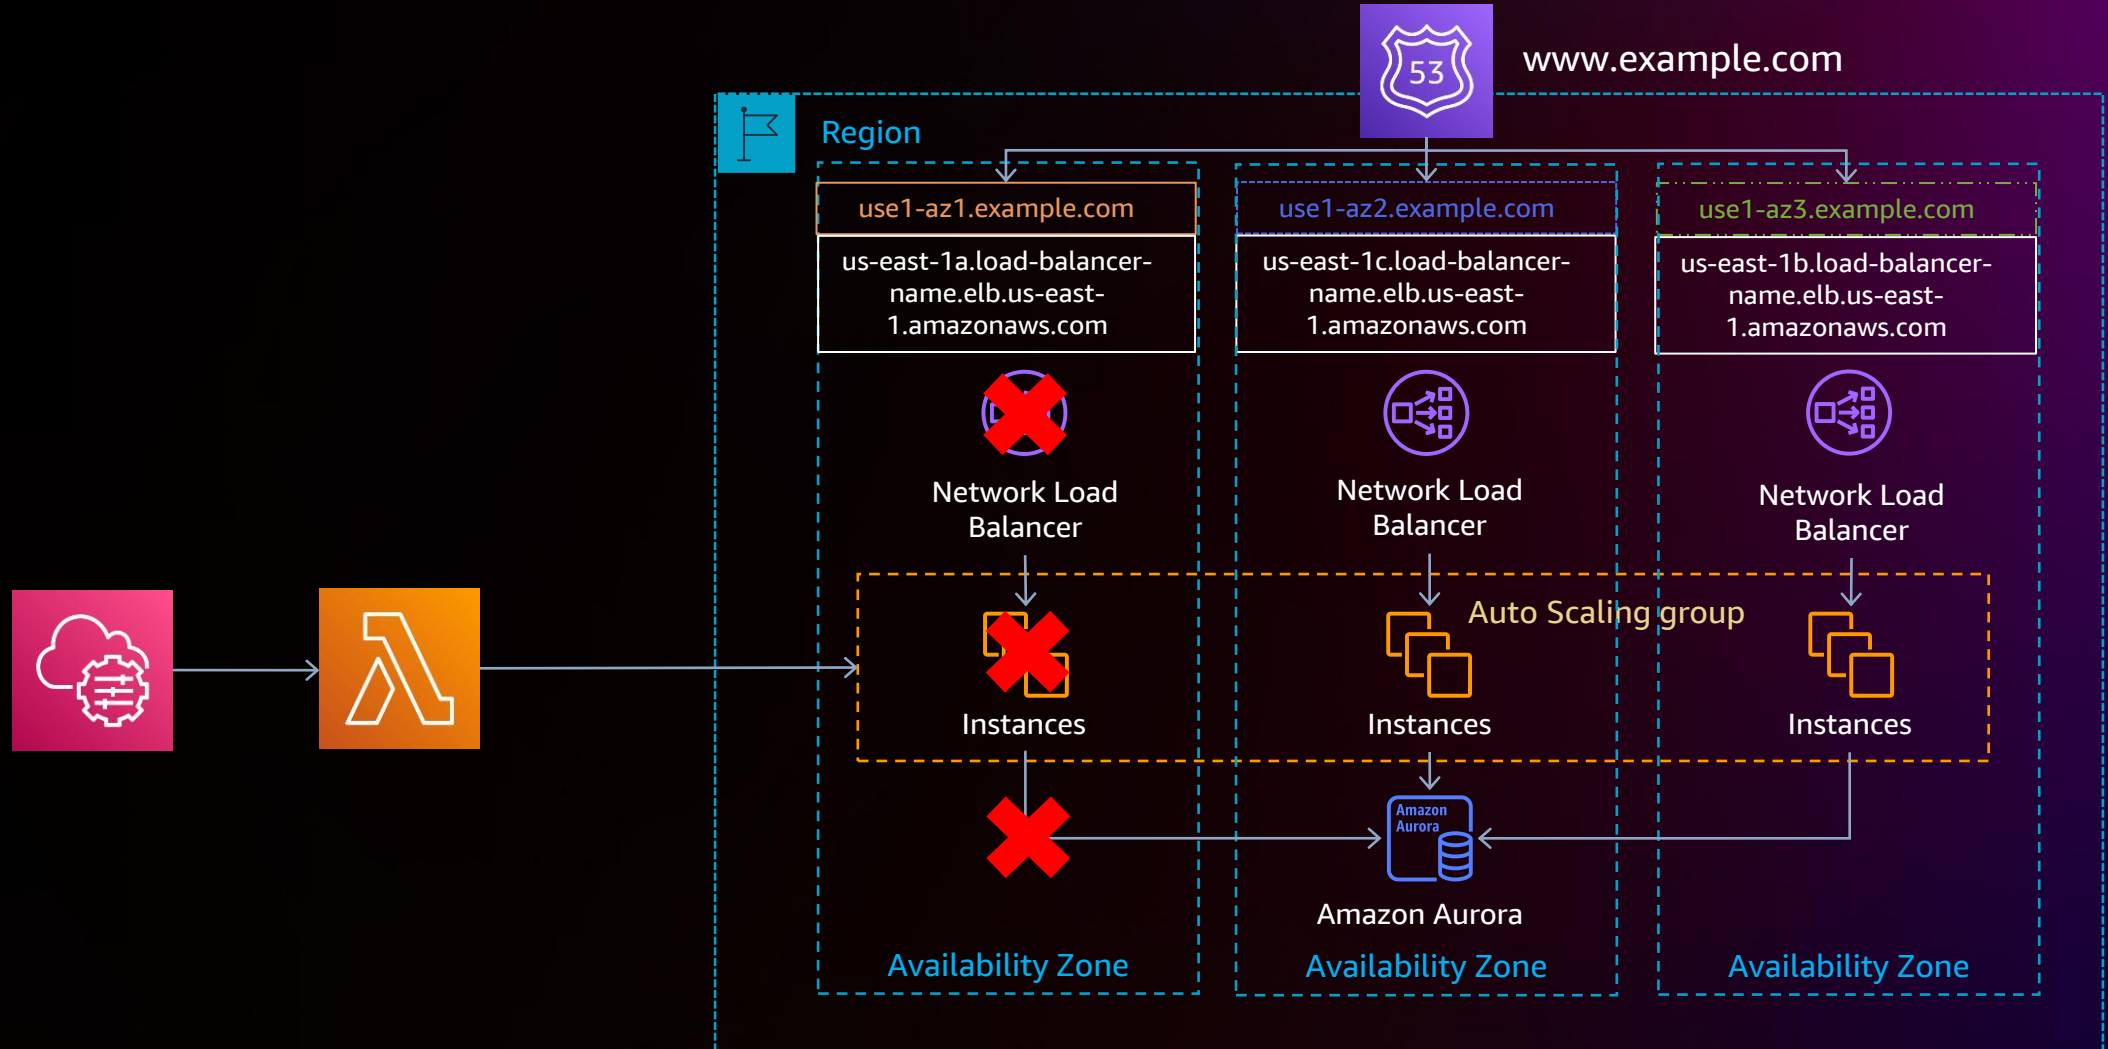 53
www.example.com
Region
use1-az1.example.com
us-east-1a.load-balancer-
name.elb.us-east-
1.amazonaws.com
Network Load
Balancer
Instances
Availability Zone
use1-az2.example.com
us-east-1c.load-balancer-
name.elb.us-east-
1.amazonaws.com
Network Load
Balancer
Auto Scaling group
Instances
Amazon
Aurora
Amazon Aurora
Availability Zone
use1-az3.example.com
us-east-1b.load-balancer-
name.elb.us-east-
1.amazonaws.com
Network Load
Balancer
Instances
Availability Zone